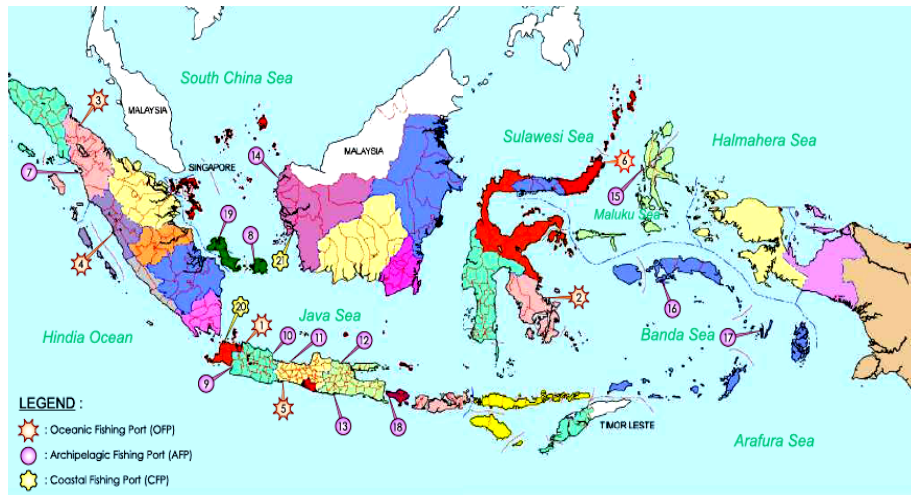 South China Sea
Sulawesi Sea
Halmahera Sea
MALAYSIA
MALAYSIA
SINGAPORE
3
7
14
6
15
Maluku Sea
19
8
4
21
2
16
20
Hindia Ocean
Java Sea
Banda Sea
17
1
10
11
12
9
5
13
18
TIMOR LESTE
Arafura Sea
LEGEND :
: Oceanic Fishing Port (OFP)
: Archipelagic Fishing Port (AFP)
: Coastal Fishing Port (CFP)